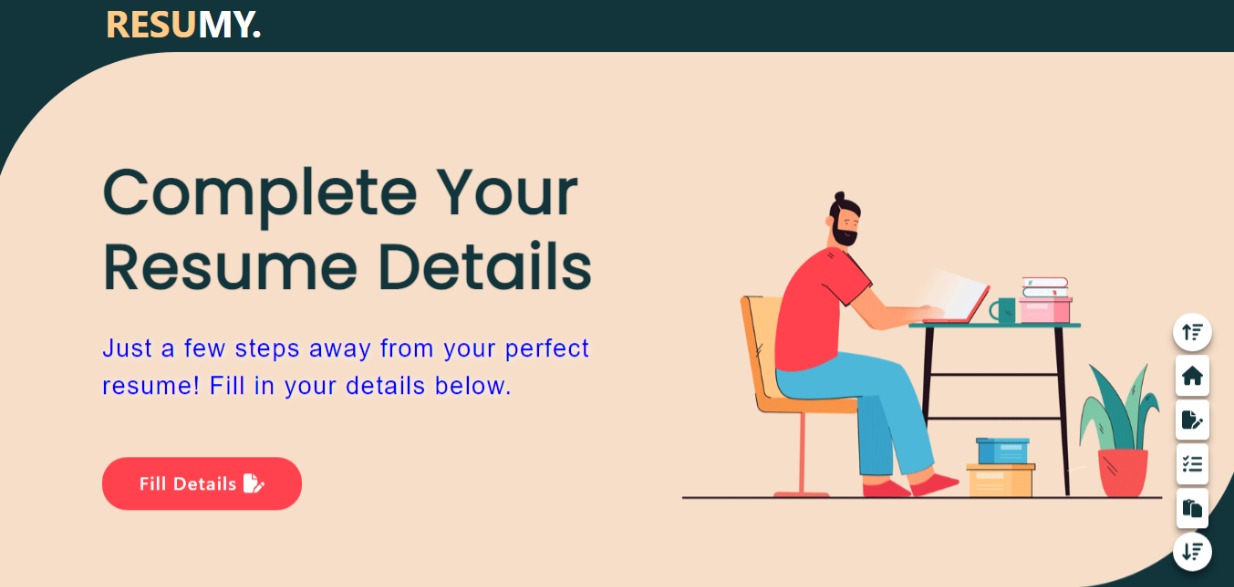 RESUMY.
Complete Your
Resume Details
Just a few steps away from your perfect
resume! Fill in your details below.
Fill Details